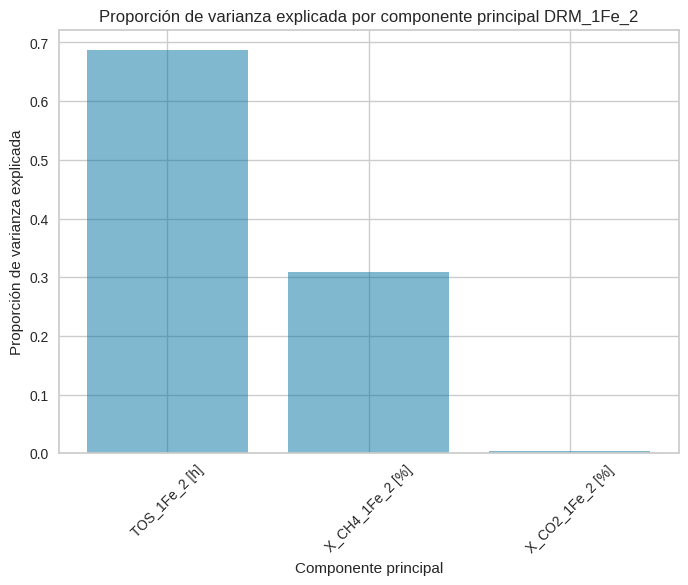 Proporción de varianza explicada por componente principal DRM_1Fe_2
Proporción de varianza explicada
0.7
0.6
0.5
0.4
0.3
0.2
0.1
0.0
TOS_1Fe_2 [h]
X_CH4_1Fe_2 [%]
X_CO2_1Fe_2 [%]
Componente principal